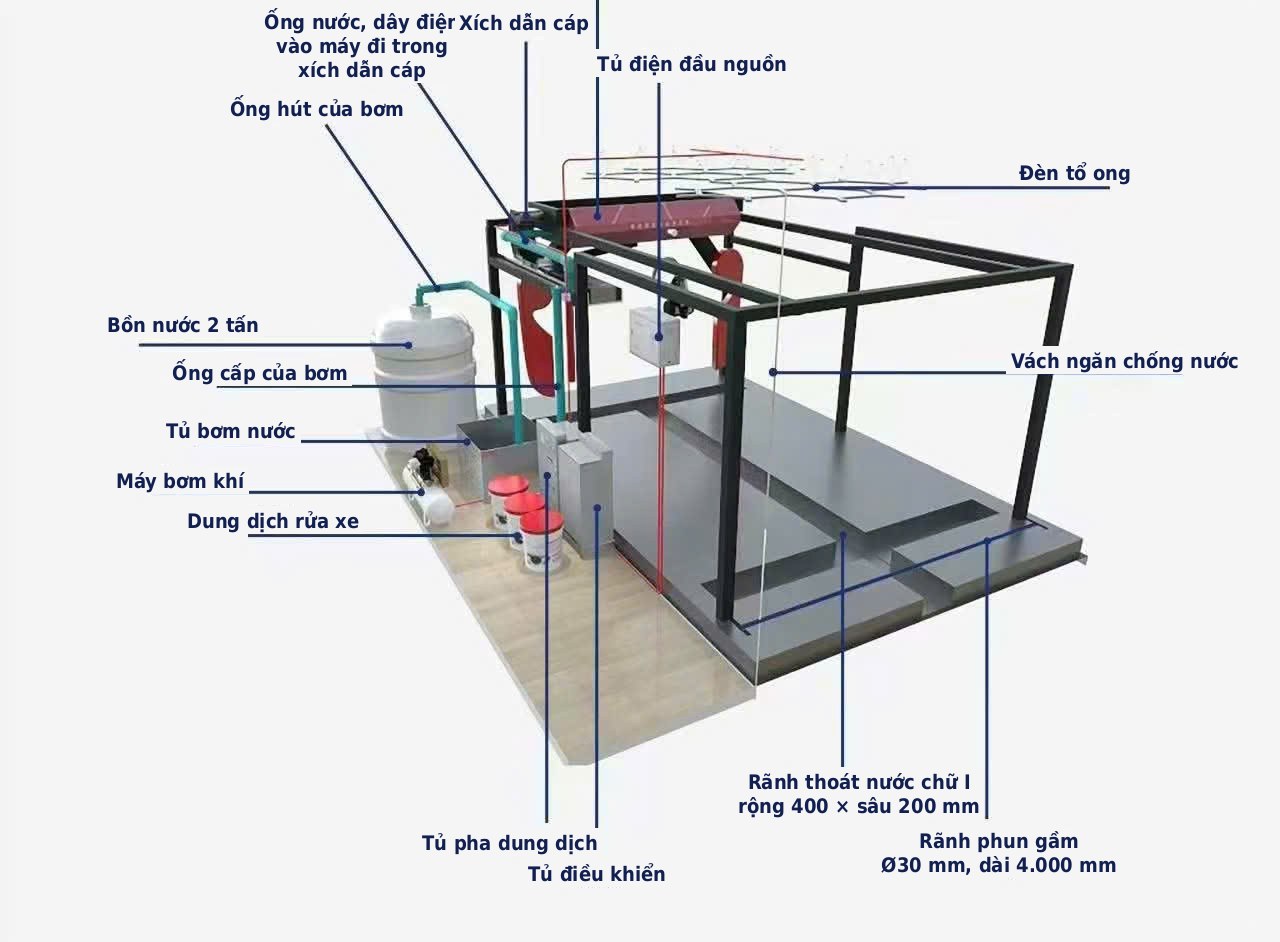 Ống nước, dây điện
vào máy đi trong
xích dẫn cáp
Xích dẫn cáp
Tủ điện đầu nguồn
Ống hút của bơm
Đèn tổ ong
Bồn nước 2 tấn
Vách ngăn chống nước
Ống cấp của bơm
Tủ bơm nước
Máy bơm khí
Dung dịch rửa xe
Rãnh thoát nước chữ I
rộng 400 × sâu 200 mm
Rãnh phun gầm
Ø30 mm, dài 4.000 mm
Tủ pha dung dịch
Tủ điều khiển